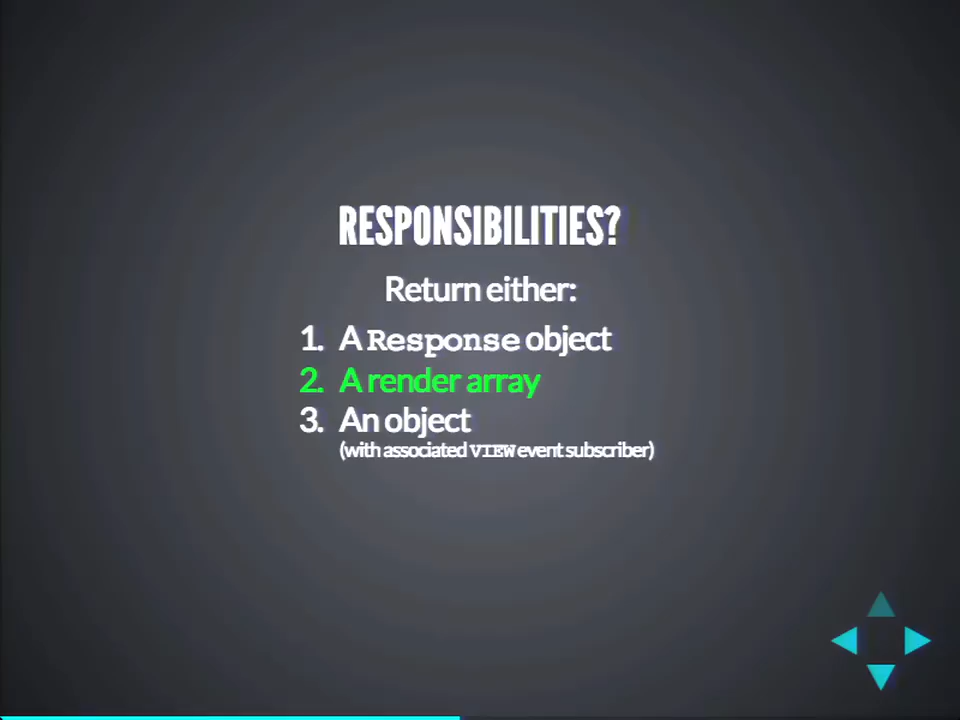 RESPONSIBILITIES?
Return either:
1. A Response object
2. A render array
3. An object
(with associated VIEW event subscriber)